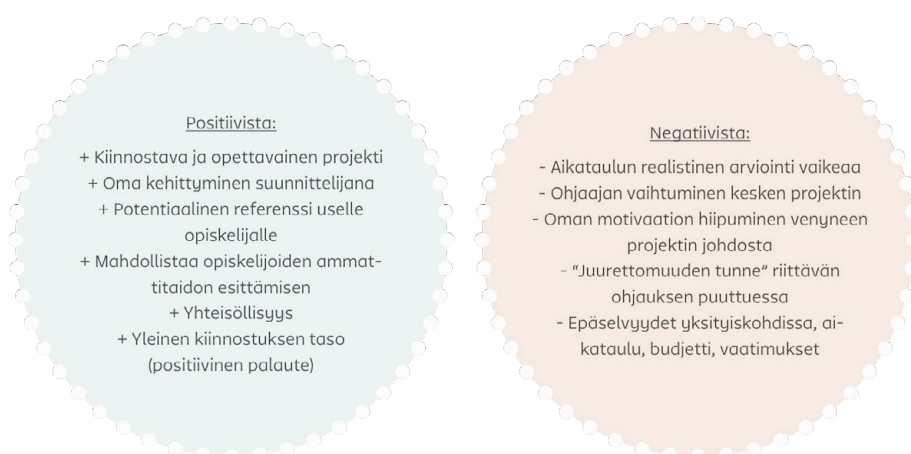 Positiivista:
+ Kiinnostava ja opettavainen projekti
+ Oma kehittyminen suunnittelijana
+ Potentiaalinen referenssi uselle
opiskelijalle
+ Mahdollistaa opiskelijoiden ammat-
titaidon esittämisen
+ Yhteisöllisyys
+ Yleinen kiinnostuksen taso
(positiivinen palaute)
Negatiivista:
- Aikataulun realistinen arviointi vaikeaa
- Ohjaajan vaihtuminen kesken projektin
- Oman motivaation hiipuminen venyneen
projektin johdosta
- "Juurettomuuden tunne" riittävän
ohjauksen puuttuessa
- Epäselvyydet yksityiskohdissa, ai-
kataulu, budjetti, vaatimukset